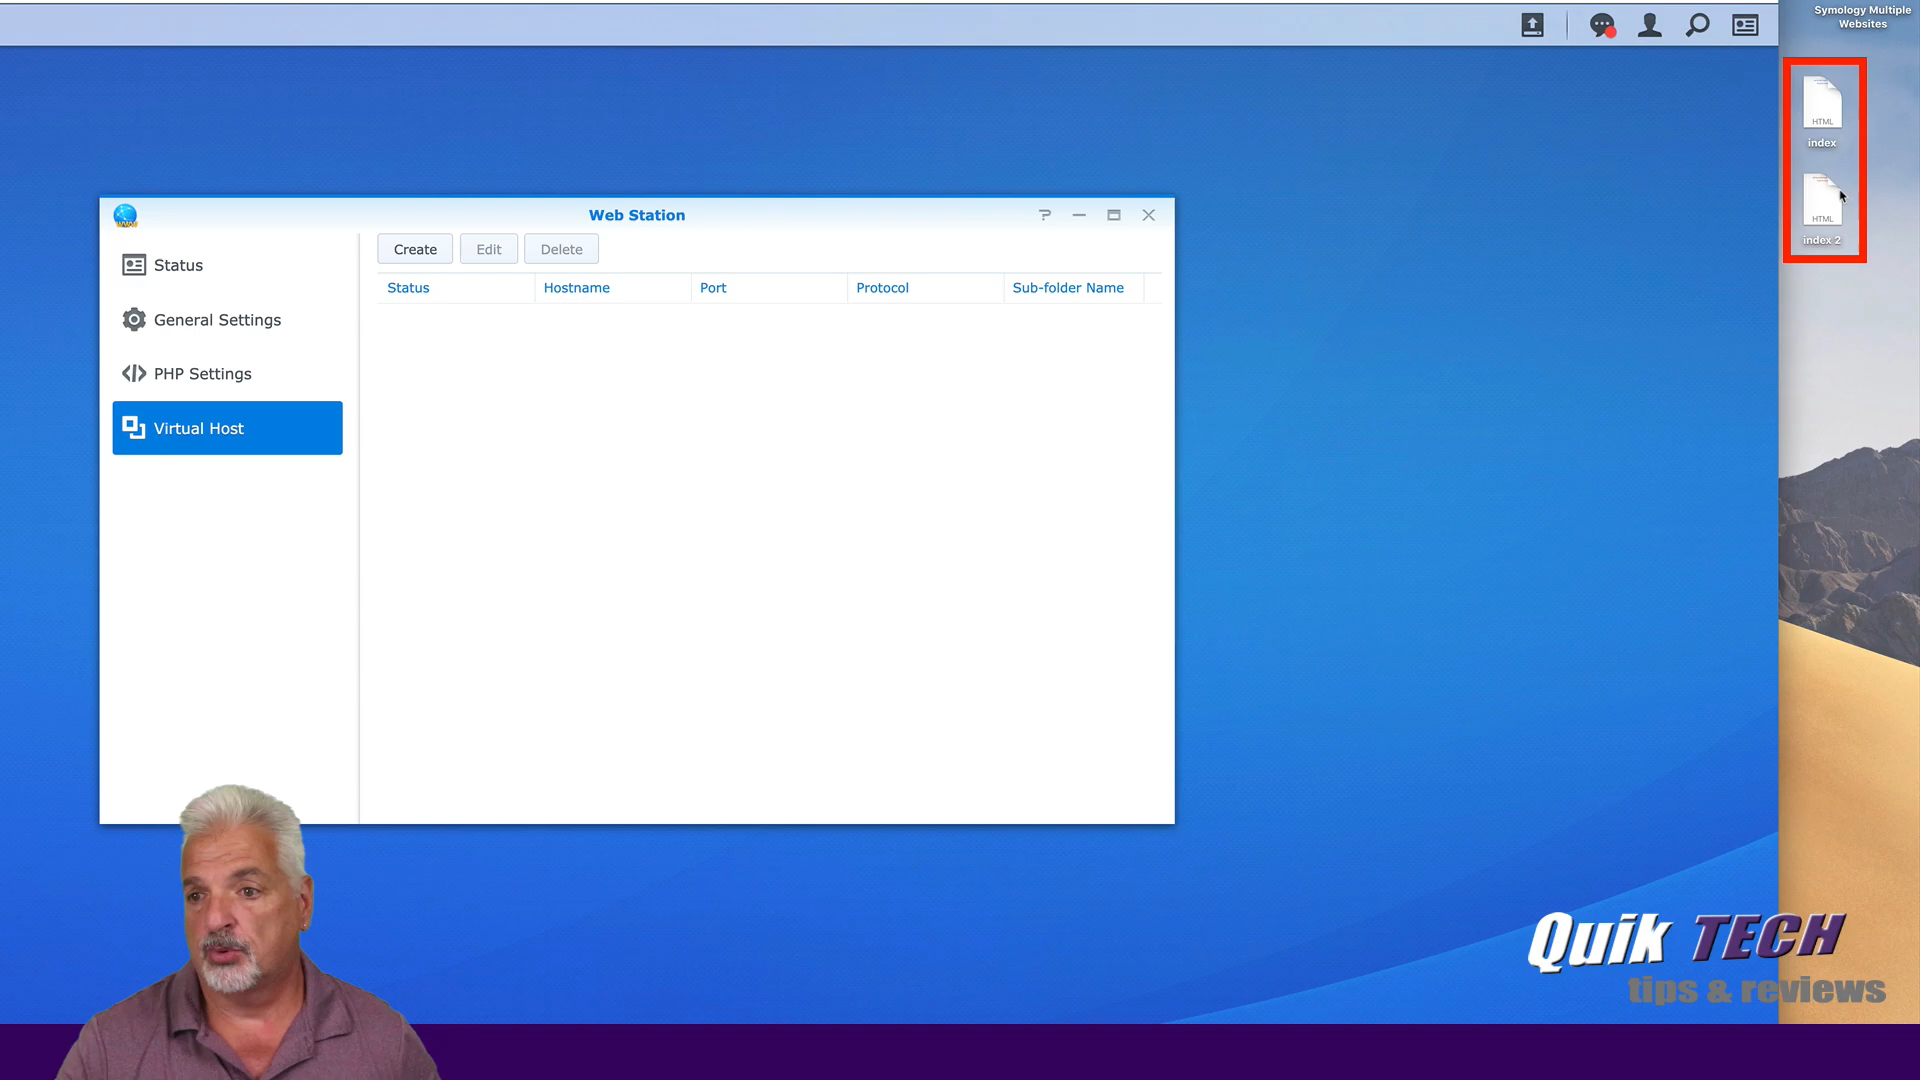 Symology Multiple
Websites
HTML
index
HTML
index 2
Web Station
Create
Edit
Delete
Status
Hostname
Port
Protocol
Sub-folder Name
Status
General Settings
PHP Settings
Virtual Host
Quik TECH
tips & reviews